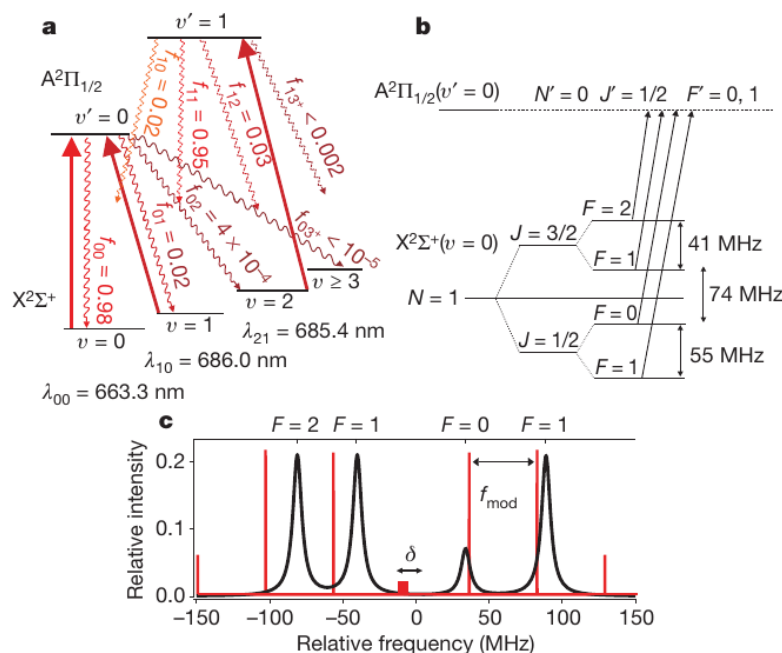 a
υ′ = 1
A²Π₁/₂
υ′ = 0
f₁₀ = 0.02
f₁₁ = 0.95
f₁₂ = 0.03
f₁₃₊ < 0.002
f₀₀ = 0.98
f₀₁ = 0.02
f₀₂ = 4 × 10⁻⁴
f₀₃₊ < 10⁻⁵
X²Σ⁺
υ = 0
υ = 1
υ = 2
υ ≥ 3
λ₂₁ = 685.4 nm
λ₁₀ = 686.0 nm
λ₀₀ = 663.3 nm
b
A²Π₁/₂(υ′ = 0) N′ = 0 J′ = 1/2 F′ = 0, 1
F = 2
X²Σ⁺(υ = 0) J = 3/2
41 MHz
F = 1
N = 1
74 MHz
F = 0
J = 1/2
55 MHz
F = 1
c
F = 2 F = 1 F = 0 F = 1
Relative intensity
0.2
0.1
0.0
f mod
δ
−150 −100 −50 0 50 100 150
Relative frequency (MHz)